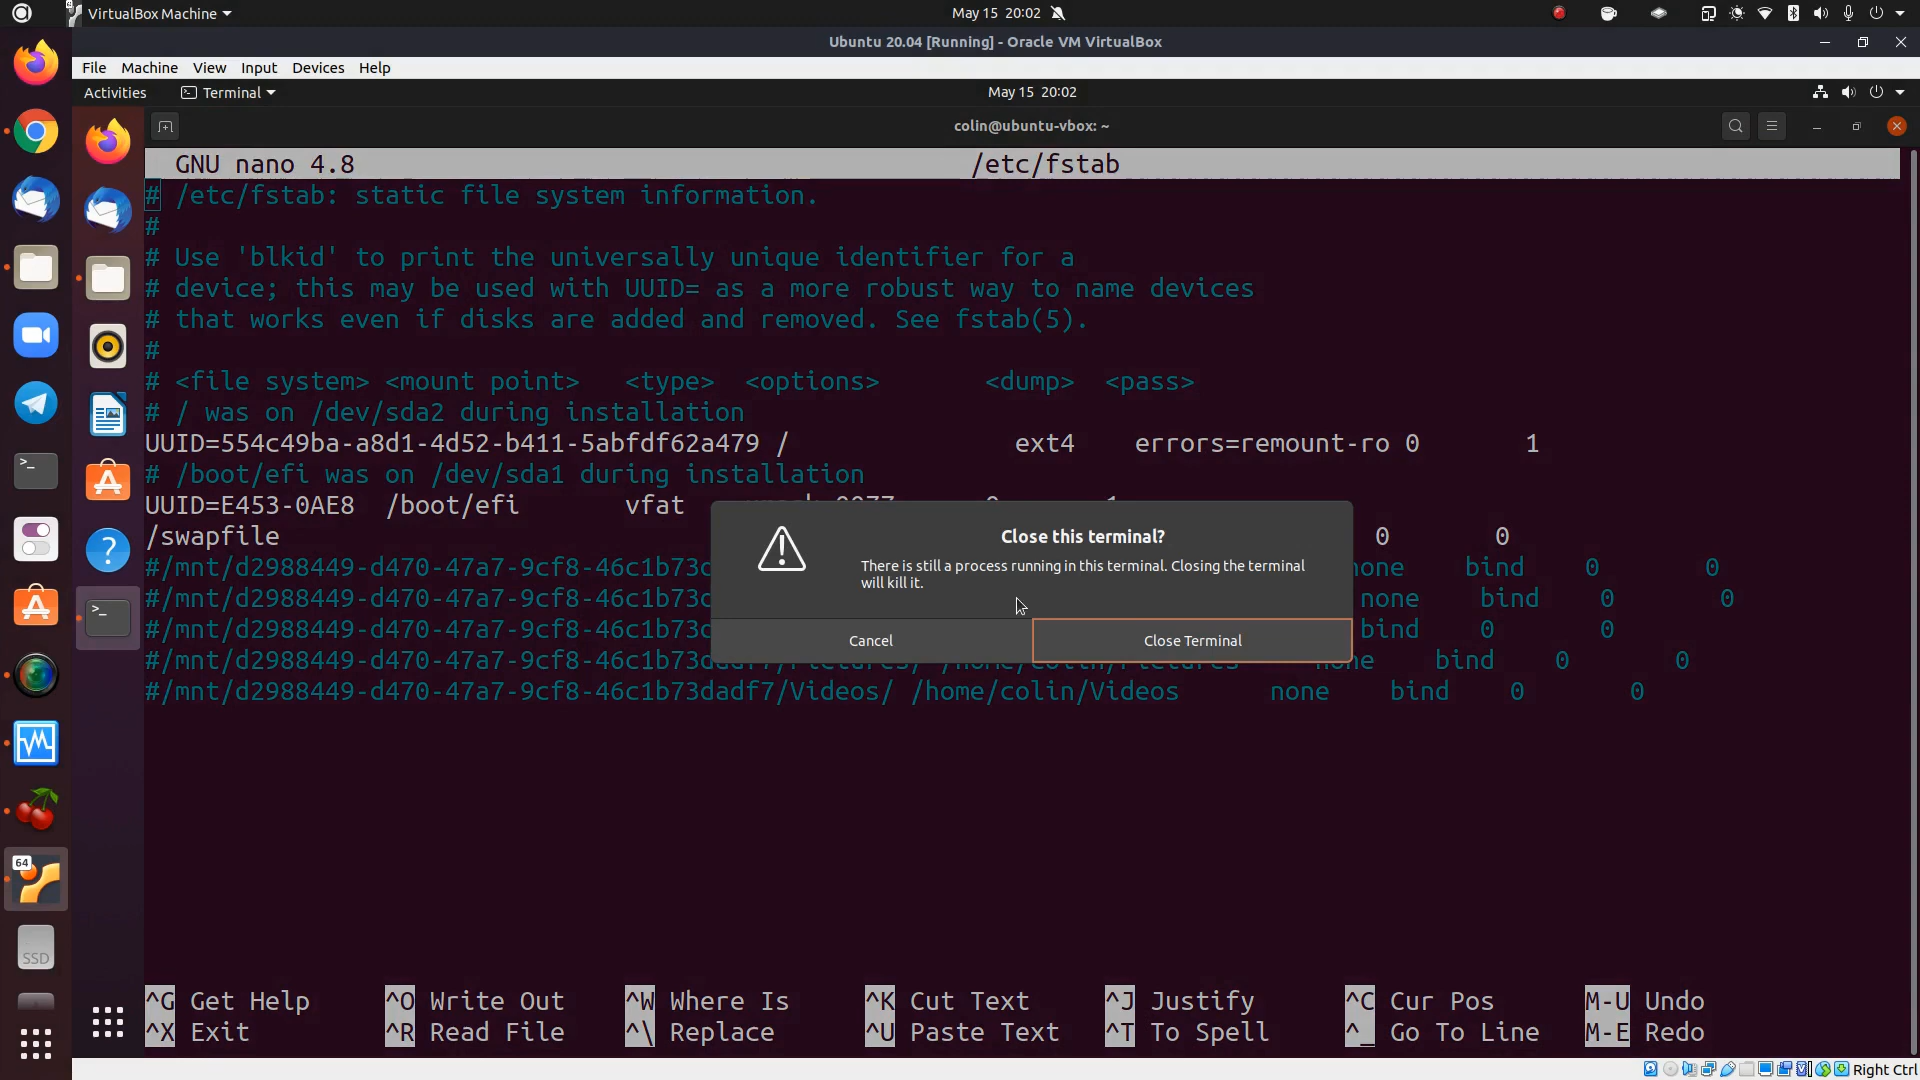 VirtualBox Machine
May 15 20:02
Ubuntu 20.04 [Running] - Oracle VM VirtualBox
File Machine View Input Devices Help
Activities
Terminal
May 15 20:02
colin@ubuntu-vbox: ~
GNU nano 4.8 /etc/fstab
# /etc/fstab: static file system information.
#
# Use 'blkid' to print the universally unique identifier for a
# device; this may be used with UUID= as a more robust way to name devices
# that works even if disks are added and removed. See fstab(5).
#
# <file system> <mount point> <type> <options> <dump> <pass>
# / was on /dev/sda2 during installation
UUID=554c49ba-a8d1-4d52-b411-5abfdf62a479 / ext4 errors=remount-ro 0 1
# /boot/efi was on /dev/sda1 during installation
UUID=E453-0AE8 /boot/efi vfat
/swapfile 0 0
#/mnt/d2988449-d470-47a7-9cf8-46c1b73d none bind 0 0
#/mnt/d2988449-d470-47a7-9cf8-46c1b73d none bind 0 0
#/mnt/d2988449-d470-47a7-9cf8-46c1b73d bind 0 0
#/mnt/d2988449-d470-47a7-9cf8-46c1b73dadf7/Pictures/ /home/colin/Pictures none bind 0 0
#/mnt/d2988449-d470-47a7-9cf8-46c1b73dadf7/Videos/ /home/colin/Videos none bind 0 0
Close this terminal?
There is still a process running in this terminal. Closing the terminal
will kill it.
Cancel
Close Terminal
^G Get Help ^O Write Out ^W Where Is ^K Cut Text ^J Justify ^C Cur Pos M-U Undo
^X Exit ^R Read File ^\ Replace ^U Paste Text ^T To Spell ^_ Go To Line M-E Redo
64
SSD
Right Ctrl